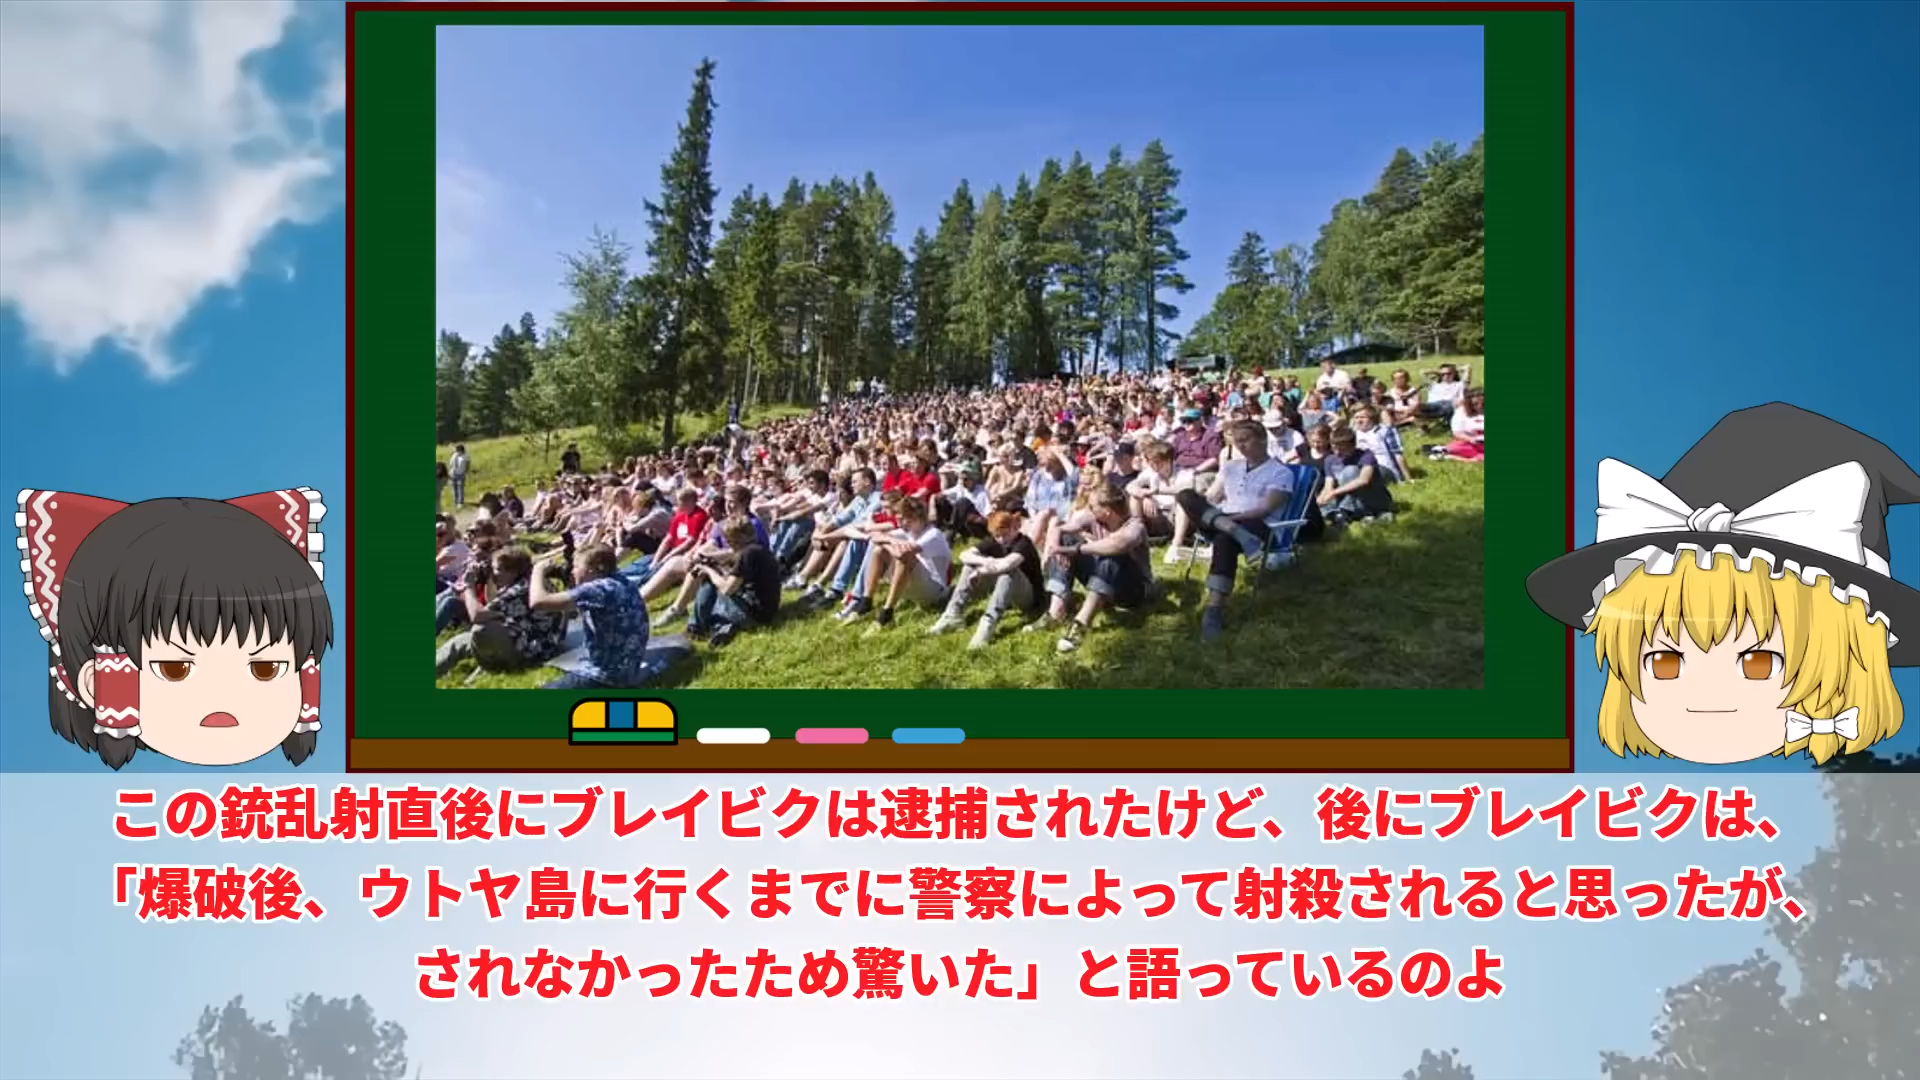 この銃乱射直後にブレイビクは逮捕されたけど、後にブレイビクは、
「爆破後、ウトヤ島に行くまでに警察によって射殺されると思ったが、
されなかったため驚いた」と語っているのよ